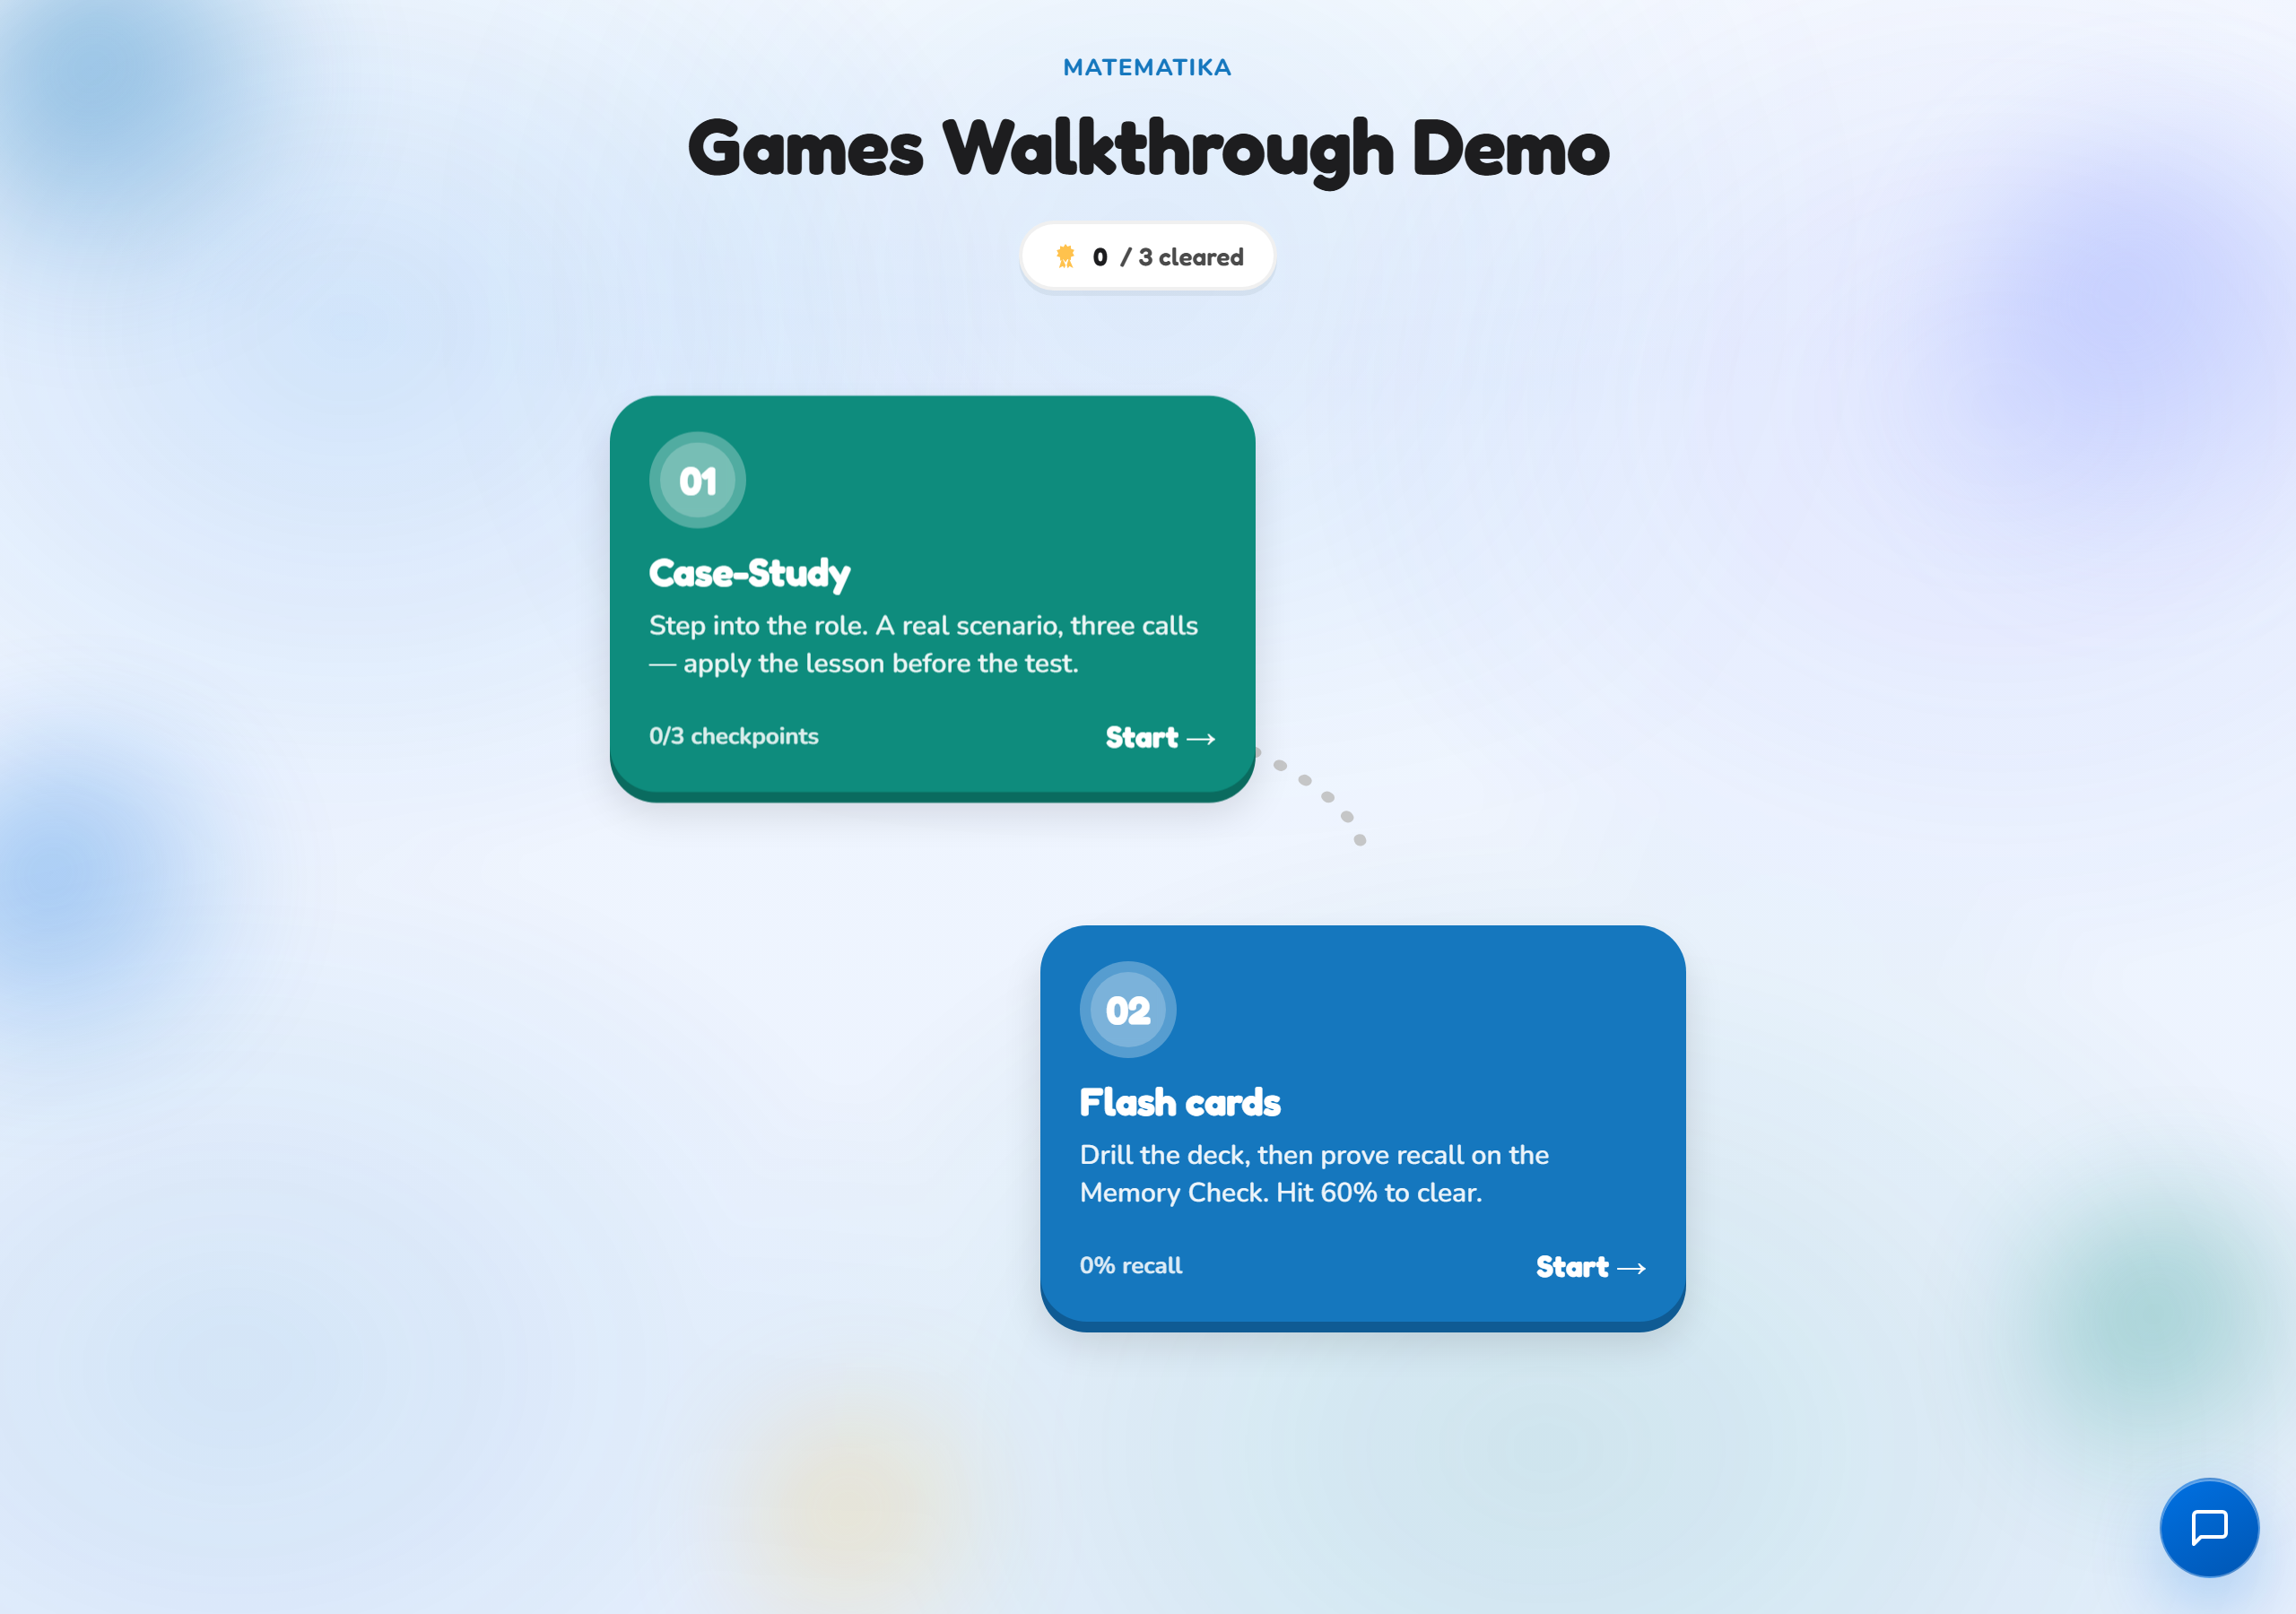 MATEMATIKA
Games Walkthrough Demo
0 / 3 cleared
01
Case-Study
Step into the role. A real scenario, three calls
— apply the lesson before the test.
0/3 checkpoints
Start →
02
Flash cards
Drill the deck, then prove recall on the
Memory Check. Hit 60% to clear.
0% recall
Start →